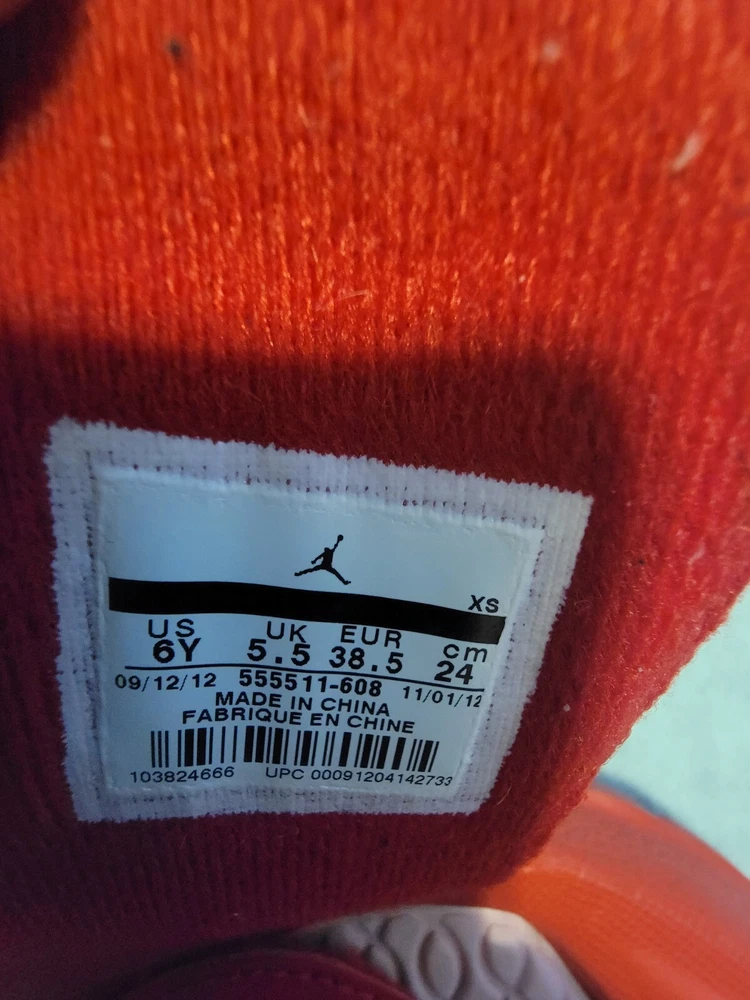 XS
US UK EUR cm
6Y 5.5 38.5 24
09/12/12 555511-608 11/01/12
MADE IN CHINA
FABRIQUE EN CHINE
103824666 UPC 00091204142733